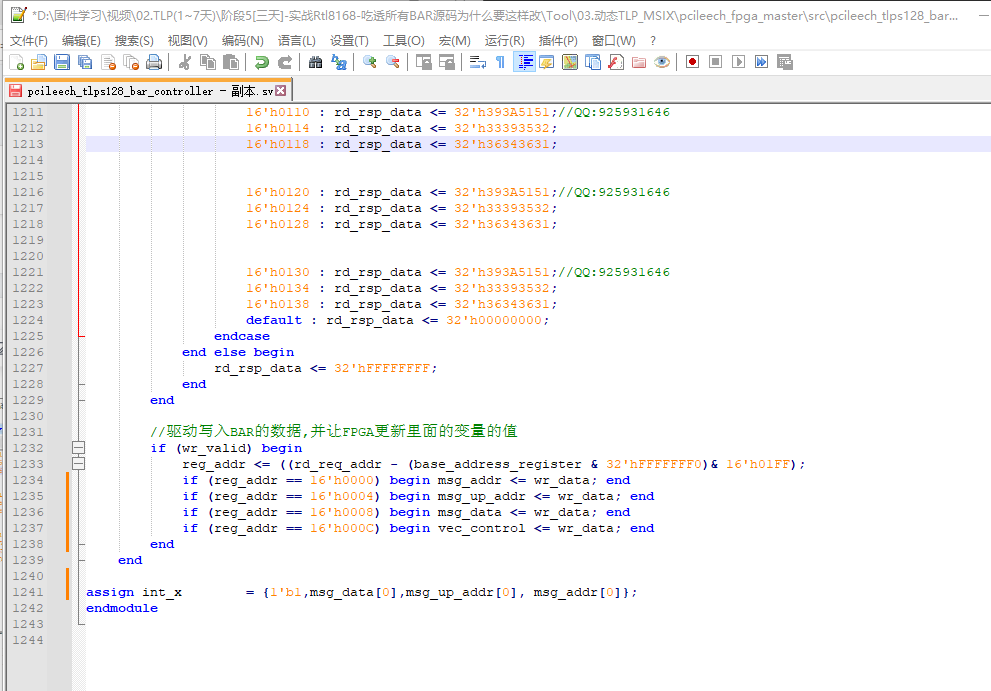 *D:\固件学习\视频\02.TLP(1~7天)\阶段5[三天]-实战Rtl8168-吃透所有BAR源码为什么要这样改\Tool\03.动态TLP_MSIX\pcileech_fpga_master\src\pcileech_tlps128_bar...
文件(F) 编辑(E) 搜索(S) 视图(V) 编码(N) 语言(L) 设置(T) 工具(O) 宏(M) 运行(R) 插件(P) 窗口(W) ?
pcileech_tlps128_bar_controller - 副本.sv
1211 16'h0110 : rd_rsp_data <= 32'h393A5151;//QQ:925931646
1212 16'h0114 : rd_rsp_data <= 32'h33393532;
1213 16'h0118 : rd_rsp_data <= 32'h36343631;
1214
1215
1216 16'h0120 : rd_rsp_data <= 32'h393A5151;//QQ:925931646
1217 16'h0124 : rd_rsp_data <= 32'h33393532;
1218 16'h0128 : rd_rsp_data <= 32'h36343631;
1219
1220
1221 16'h0130 : rd_rsp_data <= 32'h393A5151;//QQ:925931646
1222 16'h0134 : rd_rsp_data <= 32'h33393532;
1223 16'h0138 : rd_rsp_data <= 32'h36343631;
1224 default : rd_rsp_data <= 32'h00000000;
1225 endcase
1226 end else begin
1227 rd_rsp_data <= 32'hFFFFFFFF;
1228 end
1229 end
1230
1231 //驱动写入BAR的数据,并让FPGA更新里面的变量的值
1232 if (wr_valid) begin
1233 reg_addr <= ((rd_req_addr - (base_address_register & 32'hFFFFFFF0)& 16'h01FF);
1234 if (reg_addr == 16'h0000) begin msg_addr <= wr_data; end
1235 if (reg_addr == 16'h0004) begin msg_up_addr <= wr_data; end
1236 if (reg_addr == 16'h0008) begin msg_data <= wr_data; end
1237 if (reg_addr == 16'h000C) begin vec_control <= wr_data; end
1238 end
1239 end
1240
1241 assign int_x = {1'b1,msg_data[0],msg_up_addr[0], msg_addr[0]};
1242 endmodule
1243
1244